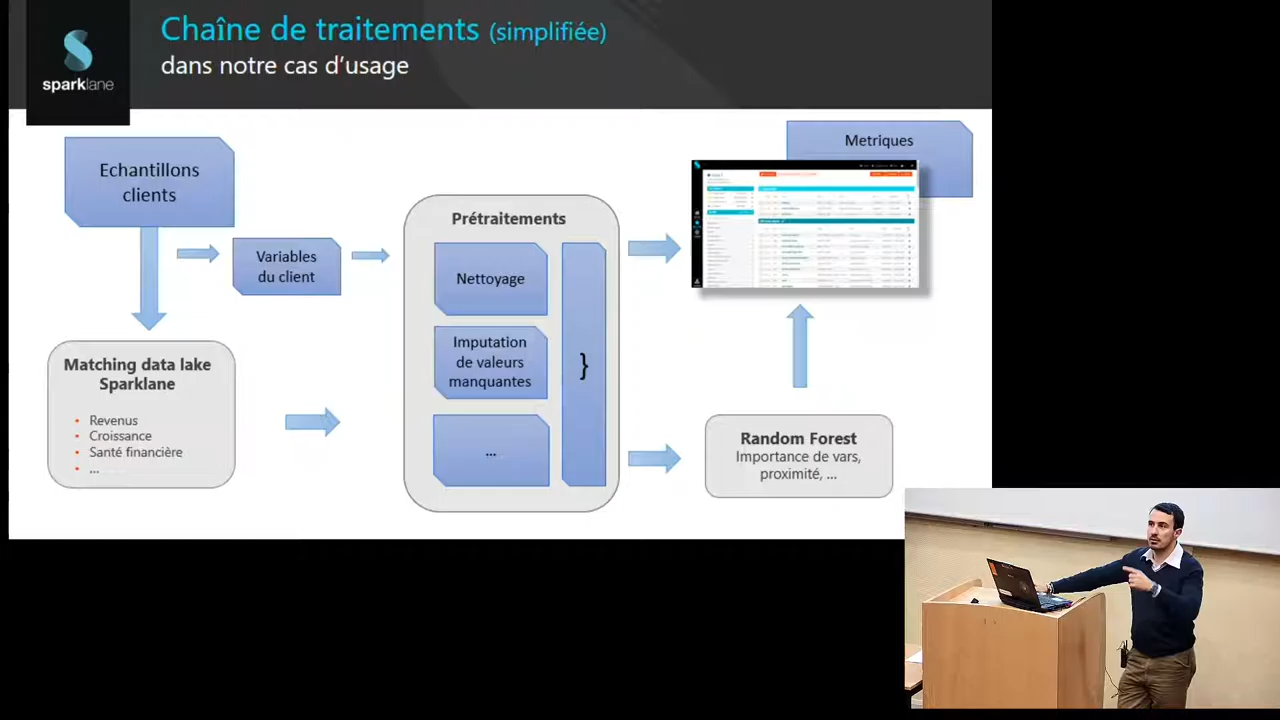 Chaîne de traitements (simplifiée)
dans notre cas d’usage
sparklane
Echantillons
clients
Variables
du client
Matching data lake
Sparklane
• Revenus
• Croissance
• Santé financière
• ...
Prétraitements
Nettoyage
Imputation
de valeurs
manquantes
...
}
Metriques
Random Forest
Importance de vars,
proximité, ...